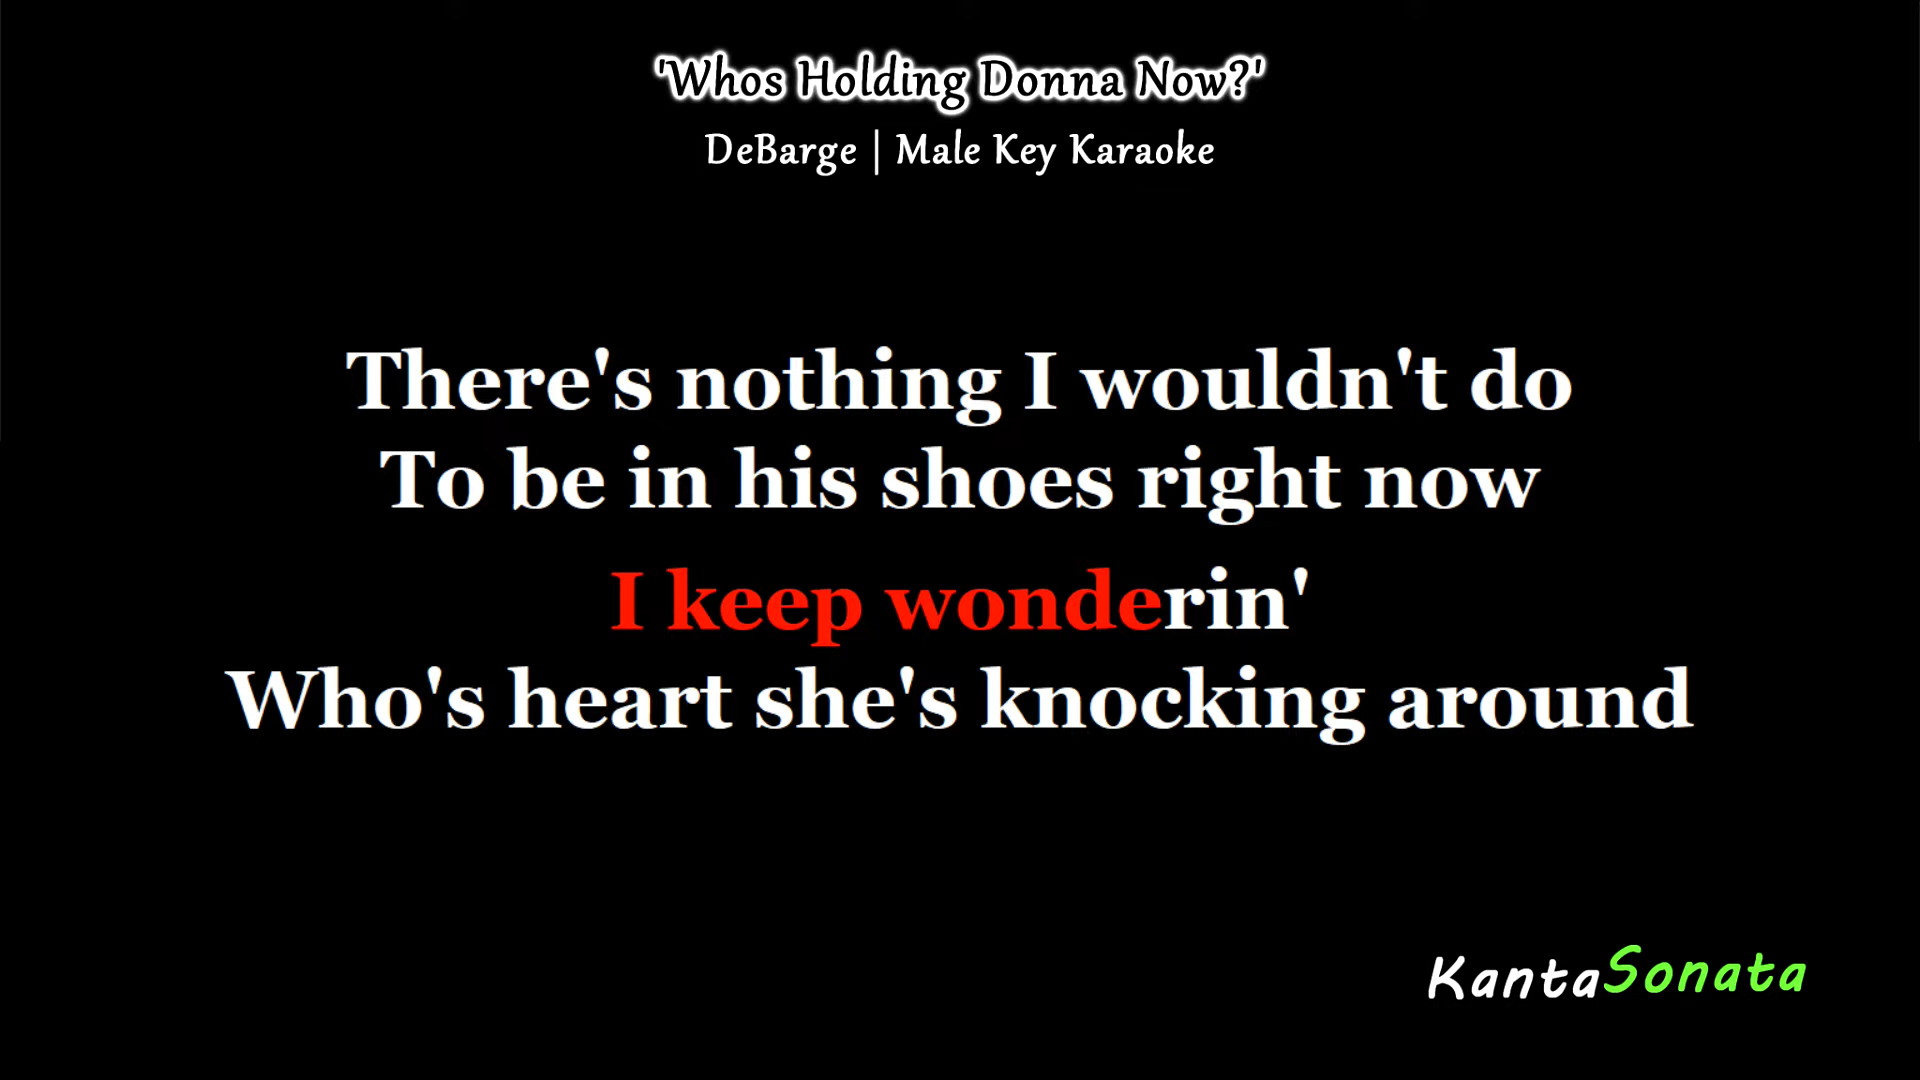 'Whos Holding Donna Now?'
DeBarge | Male Key Karaoke
There's nothing I wouldn't do
To be in his shoes right now
I keep wonderin'
Who's heart she's knocking around
KantaSonata